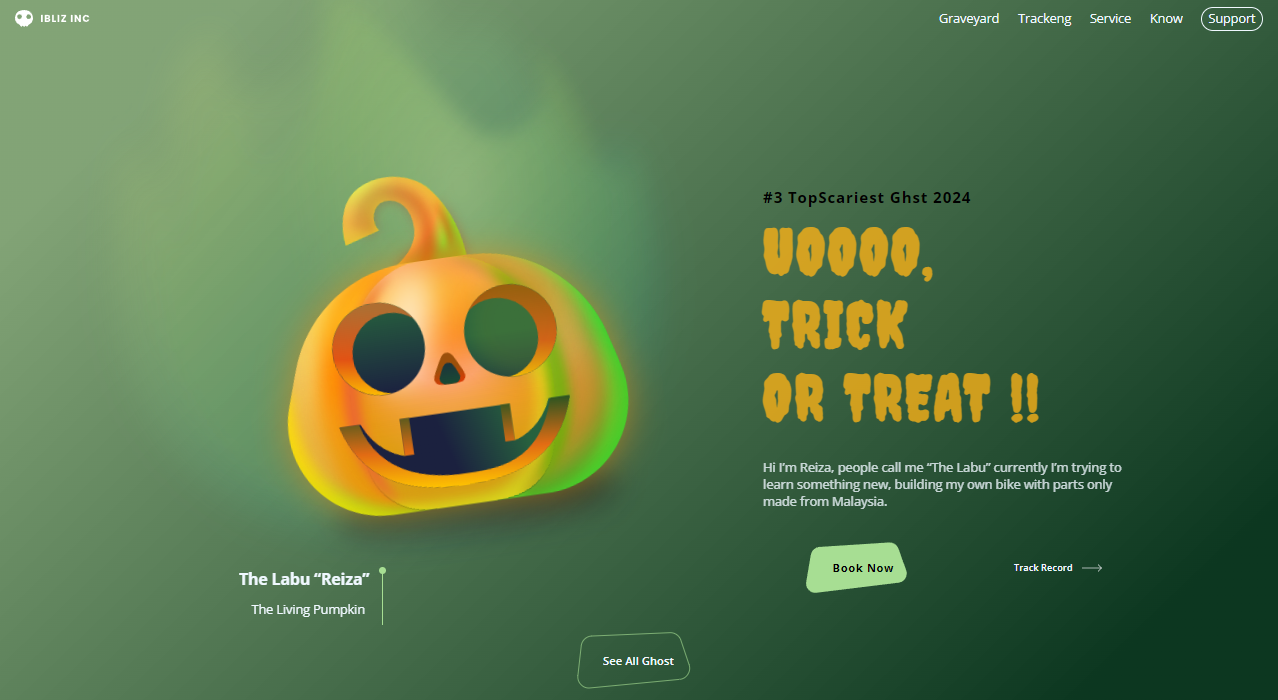 IBLIZ INC
Graveyard Trackeng Service Know Support
#3 TopScariest Ghst 2024
UOOOO,
TRICK
OR TREAT !!
Hi I’m Reiza, people call me “The Labu” currently I’m trying to
learn something new, building my own bike with parts only
made from Malaysia.
Book Now
Track Record
The Labu “Reiza”
The Living Pumpkin
See All Ghost